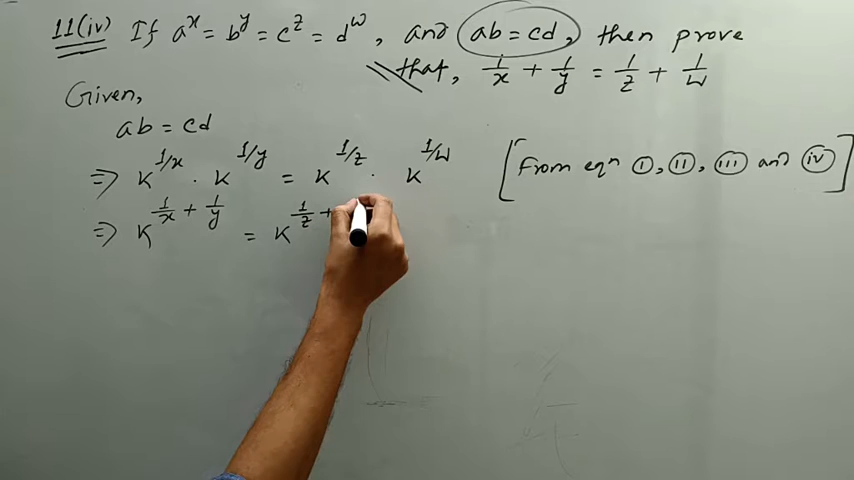 11(iv) If a^x = b^y = c^z = d^w, and ab = cd, then prove
that, 1/x + 1/y = 1/z + 1/w
Given,
ab = cd
⇒ K^(1/x) · K^(1/y) = K^(1/z) · K^(1/w) [From eqn (i), (ii), (iii) and (iv)]
⇒ K^(1/x + 1/y) = K^(1/z +